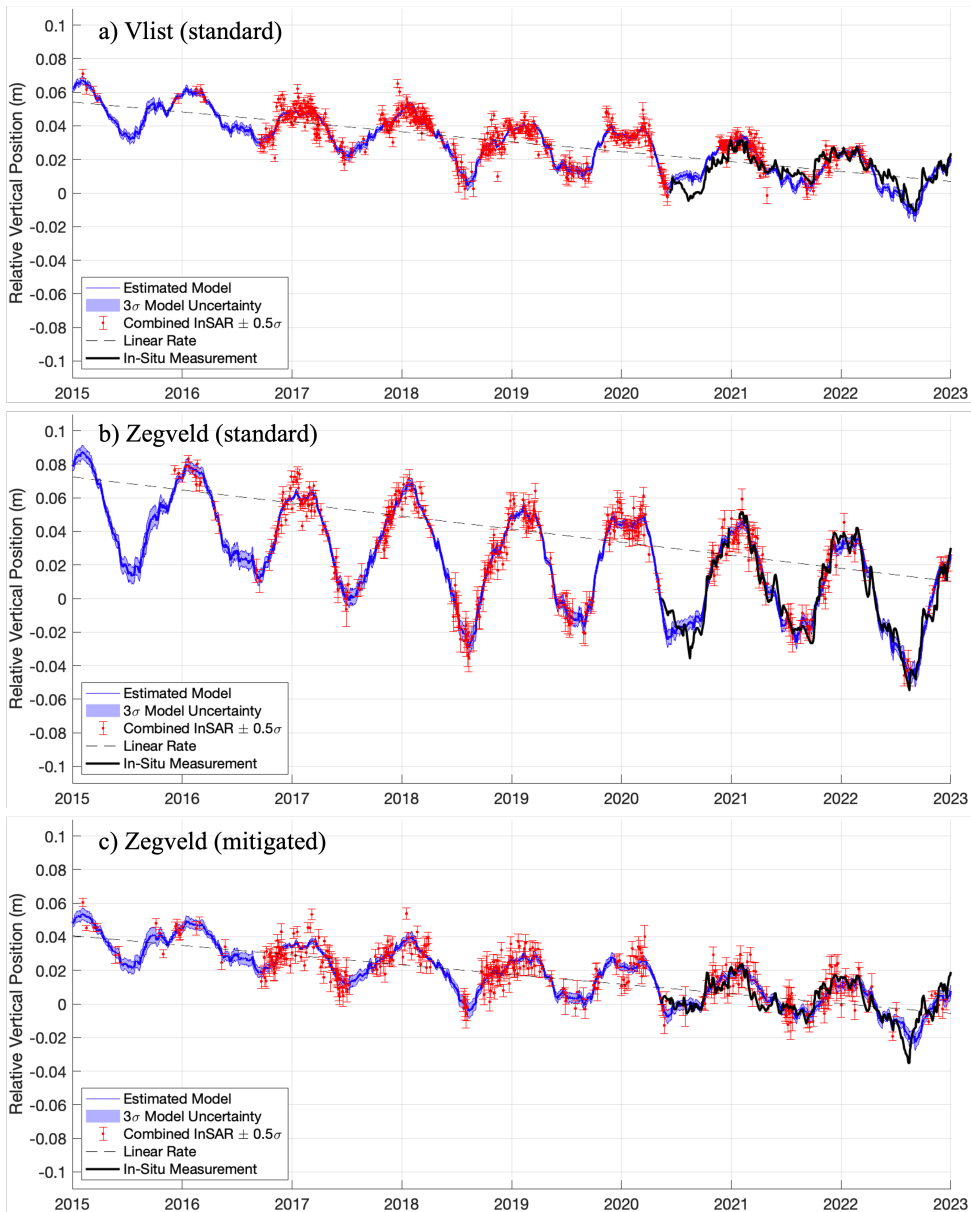 a) Vlist (standard)
Relative Vertical Position (m)
0.1
0.08
0.06
0.04
0.02
0
-0.02
-0.04
-0.06
-0.08
-0.1
Estimated Model
3σ Model Uncertainty
Combined InSAR ± 0.5σ
Linear Rate
In-Situ Measurement
2015 2016 2017 2018 2019 2020 2021 2022 2023
b) Zegveld (standard)
Relative Vertical Position (m)
0.1
0.08
0.06
0.04
0.02
0
-0.02
-0.04
-0.06
-0.08
-0.1
Estimated Model
3σ Model Uncertainty
Combined InSAR ± 0.5σ
Linear Rate
In-Situ Measurement
2015 2016 2017 2018 2019 2020 2021 2022 2023
c) Zegveld (mitigated)
Relative Vertical Position (m)
0.1
0.08
0.06
0.04
0.02
0
-0.02
-0.04
-0.06
-0.08
-0.1
Estimated Model
3σ Model Uncertainty
Combined InSAR ± 0.5σ
Linear Rate
In-Situ Measurement
2015 2016 2017 2018 2019 2020 2021 2022 2023